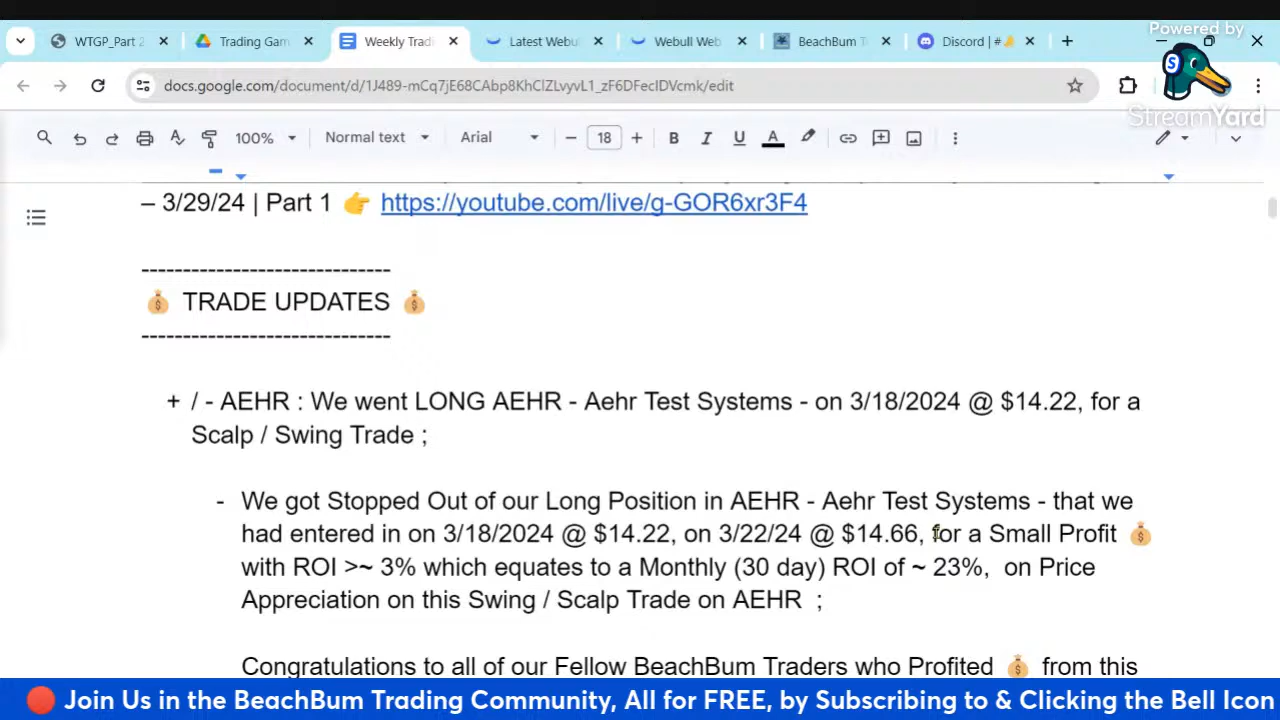 Powered by
WTGP_Part 2
Trading Gam
Weekly Tradi
Latest Webul
Webull Web
BeachBum T
Discord | #
docs.google.com/document/d/1J489-mCq7jE6iCAbp8KhClZLvyvL1_zF6DFecIDVcmk/edit
StreamYard
100%
Normal text
Arial
18
B I U A
– 3/29/24 | Part 1 👉 https://youtube.com/live/g-GOR6xr3F4
------------------------------
💰 TRADE UPDATES 💰
------------------------------
+ / - AEHR : We went LONG AEHR - Aehr Test Systems - on 3/18/2024 @ $14.22, for a
Scalp / Swing Trade ;
- We got Stopped Out of our Long Position in AEHR - Aehr Test Systems - that we
had entered in on 3/18/2024 @ $14.22, on 3/22/24 @ $14.66, for a Small Profit 💰
with ROI >~ 3% which equates to a Monthly (30 day) ROI of ~ 23%, on Price
Appreciation on this Swing / Scalp Trade on AEHR ;
Congratulations to all of our Fellow BeachBum Traders who Profited 💰 from this
🔴 Join Us in the BeachBum Trading Community, All for FREE, by Subscribing to & Clicking the Bell Icon